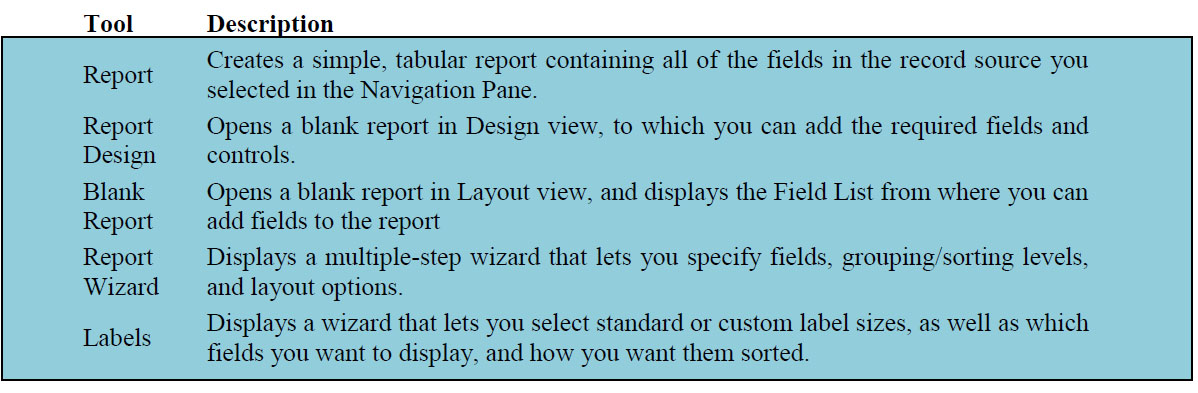 Tool Description
Report Creates a simple, tabular report containing all of the fields in the record source you
selected in the Navigation Pane.
Report Opens a blank report in Design view, to which you can add the required fields and
Design controls.
Blank Opens a blank report in Layout view, and displays the Field List from where you can
Report add fields to the report
Report Displays a multiple-step wizard that lets you specify fields, grouping/sorting levels,
Wizard and layout options.
Labels Displays a wizard that lets you select standard or custom label sizes, as well as which
fields you want to display, and how you want them sorted.